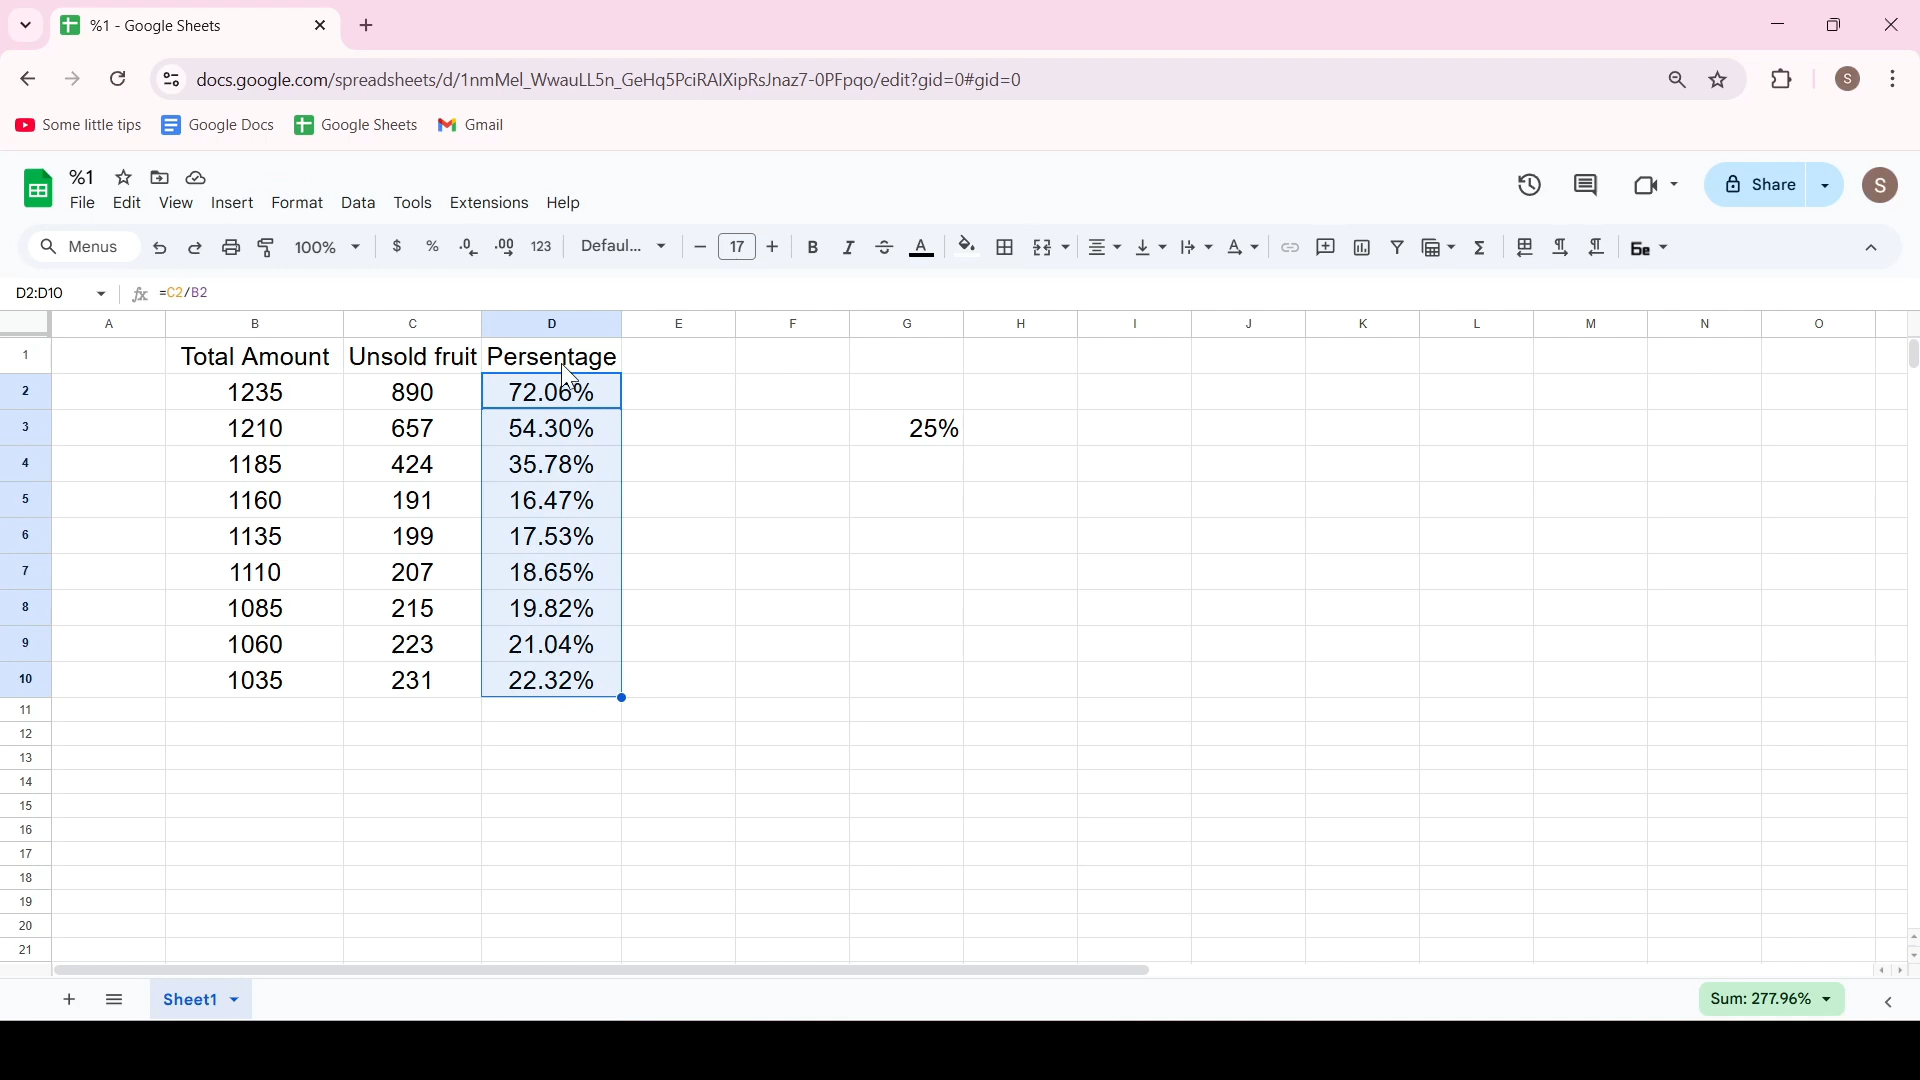 %1 - Google Sheets
docs.google.com/spreadsheets/d/1nmMel_WwauLL5n_GeHq5PciRAIXipRsJnaz7-0PFpqo/edit?gid=0#gid=0
S
Some little tips Google Docs Google Sheets Gmail
%1
File Edit View Insert Format Data Tools Extensions Help
Share S
Menus 100% $ % .0 .00 123 Defaul... 17 B I S A Бе
D2:D10 fx =C2/B2
A B C D E F G H I J K L M N O
1 Total Amount Unsold fruit Persentage
2 1235 890 72.06%
3 1210 657 54.30% 25%
4 1185 424 35.78%
5 1160 191 16.47%
6 1135 199 17.53%
7 1110 207 18.65%
8 1085 215 19.82%
9 1060 223 21.04%
10 1035 231 22.32%
11
12
13
14
15
16
17
18
19
20
21
Sheet1 Sum: 277.96%